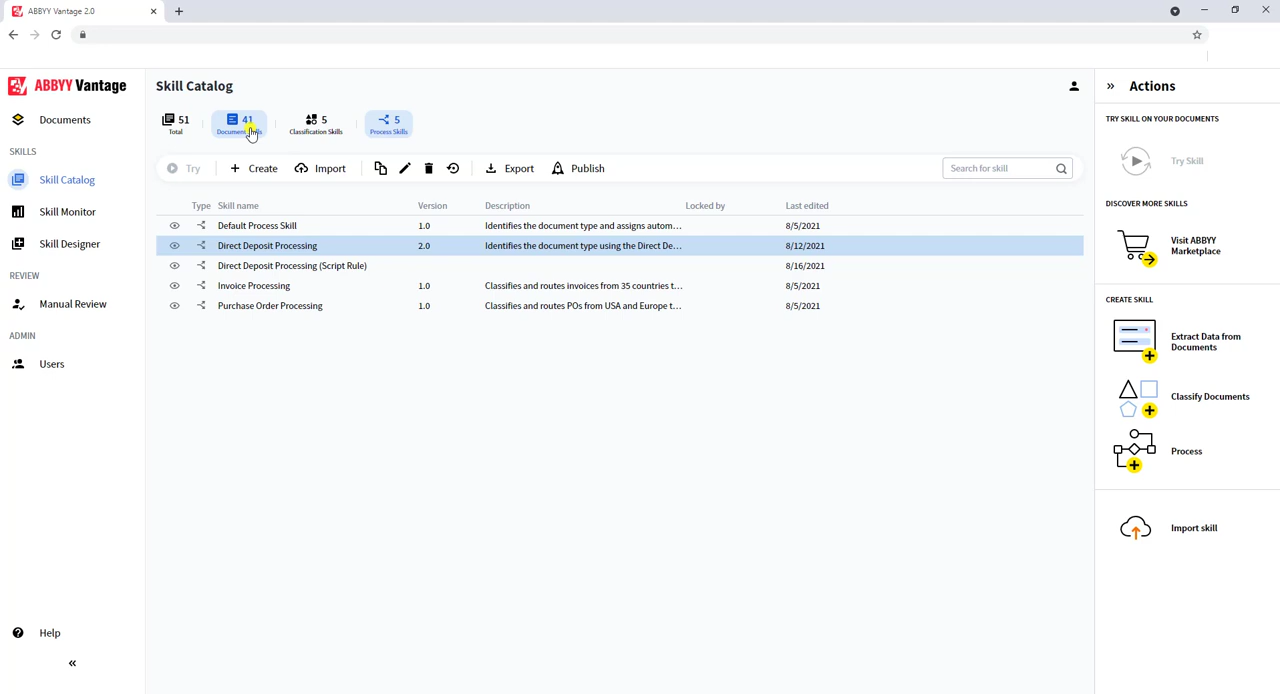 ABBYY Vantage 2.0
ABBYY Vantage
Documents
SKILLS
Skill Catalog
Skill Monitor
Skill Designer
REVIEW
Manual Review
ADMIN
Users
Help
Skill Catalog
51
Total
41
Document Skills
5
Classification Skills
5
Process Skills
Try
Create
Import
Export
Publish
Search for skill
Type Skill name Version Description Locked by Last edited
Default Process Skill 1.0 Identifies the document type and assigns autom... 8/5/2021
Direct Deposit Processing 2.0 Identifies the document type using the Direct De... 8/12/2021
Direct Deposit Processing (Script Rule) 8/16/2021
Invoice Processing 1.0 Classifies and routes invoices from 35 countries t... 8/5/2021
Purchase Order Processing 1.0 Classifies and routes POs from USA and Europe t... 8/5/2021
Actions
TRY SKILL ON YOUR DOCUMENTS
Try Skill
DISCOVER MORE SKILLS
Visit ABBYY
Marketplace
CREATE SKILL
Extract Data from
Documents
Classify Documents
Process
Import skill